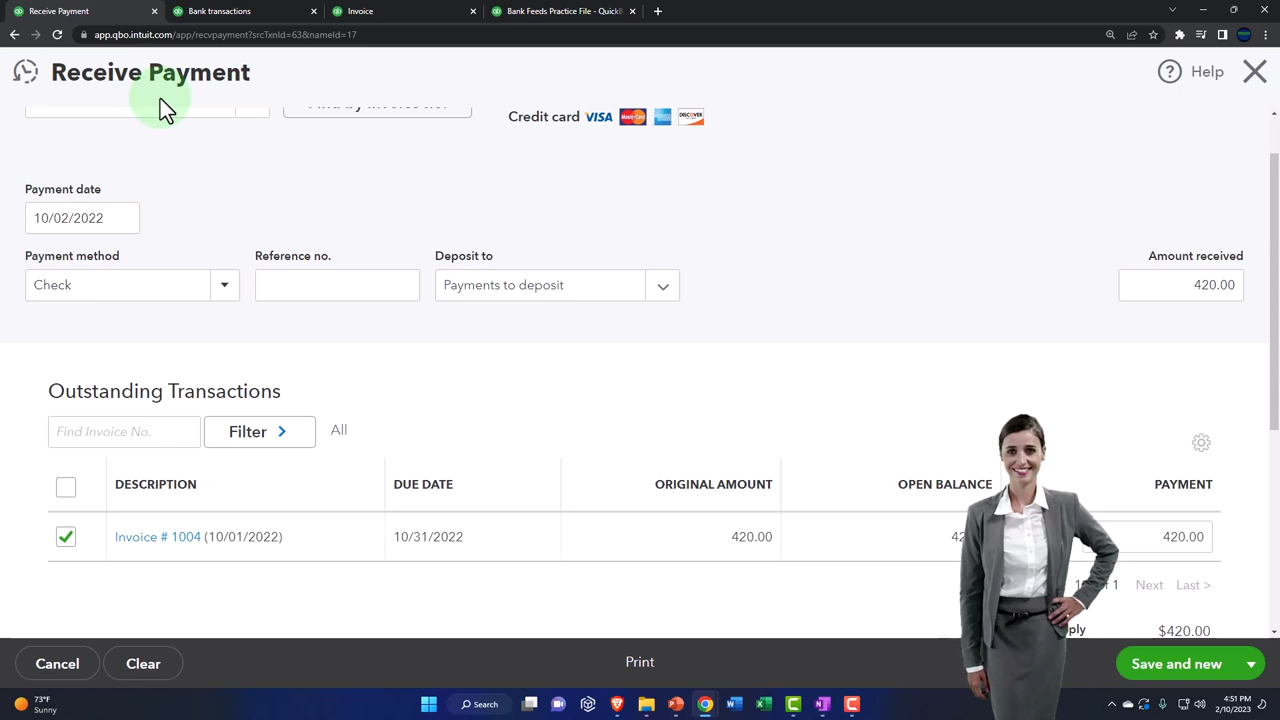 Receive Payment
Bank transactions
Invoice
Bank Feeds Practice File - QuickB
app.qbo.intuit.com/app/recvpayment?srcTxnId=63&nameId=17
Receive Payment
Help
Credit card VISA MasterCard DISCOVER
Payment date
10/02/2022
Payment method
Reference no.
Deposit to
Amount received
Check
Payments to deposit
420.00
Outstanding Transactions
Find Invoice No.
Filter
All
DESCRIPTION
DUE DATE
ORIGINAL AMOUNT
OPEN BALANCE
PAYMENT
Invoice # 1004 (10/01/2022)
10/31/2022
420.00
420.00
Next
Last >
$420.00
Cancel
Clear
Print
Save and new
73°F
Sunny
Search
4:51 PM
2/10/2023